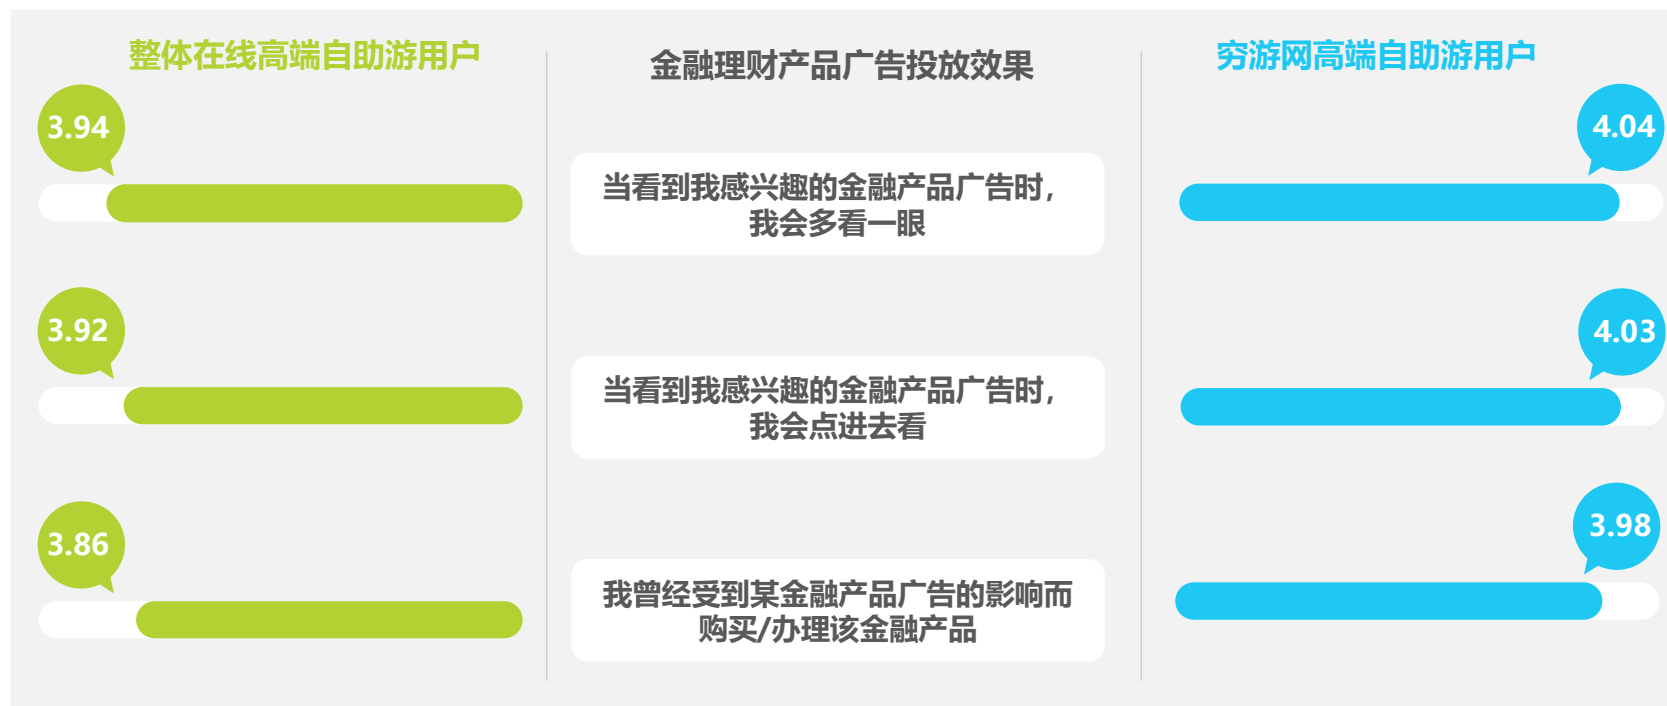 整体在线高端自助游用户
金融理财产品广告投放效果
穷游网高端自助游用户
3.94
当看到我感兴趣的金融产品广告时，
我会多看一眼
4.04
3.92
当看到我感兴趣的金融产品广告时，
我会点进去看
4.03
3.86
我曾经受到某金融产品广告的影响而
购买/办理该金融产品
3.98